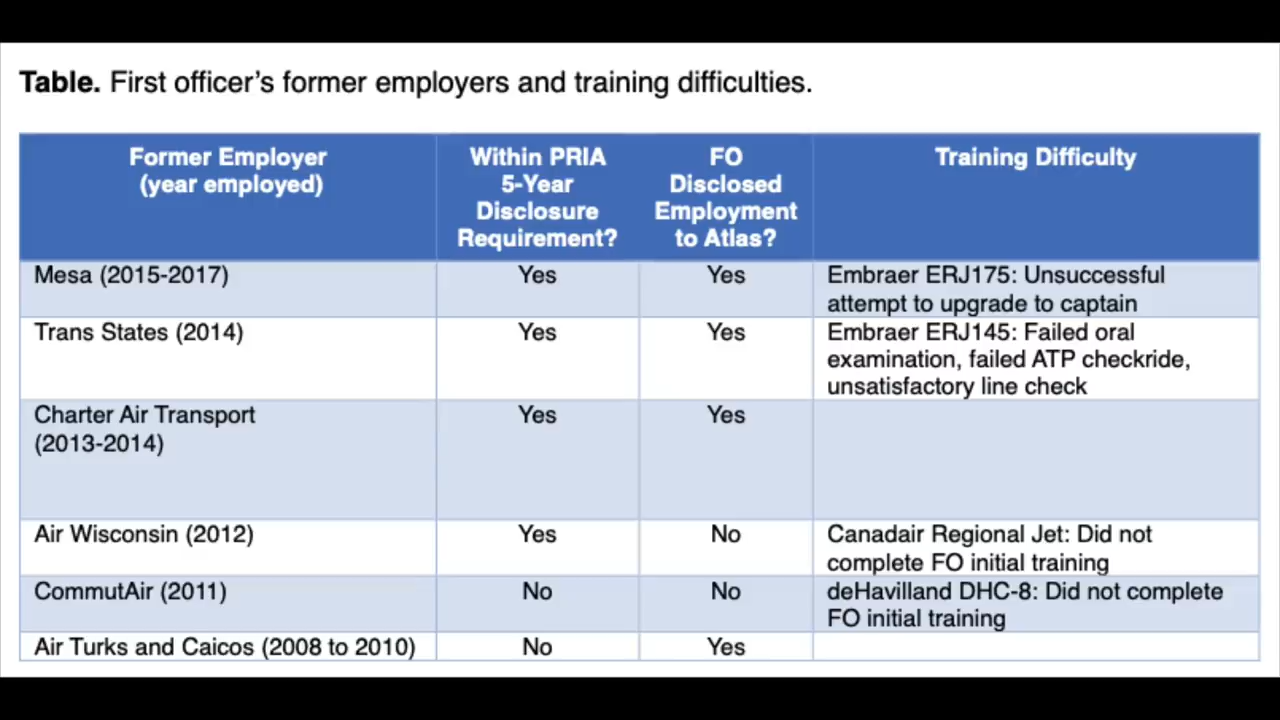 Table. First officer's former employers and training difficulties.
Former Employer
(year employed)
Within PRIA
5-Year
Disclosure
Requirement?
FO
Disclosed
Employment
to Atlas?
Training Difficulty
Mesa (2015-2017)
Yes
Yes
Embraer ERJ175: Unsuccessful
attempt to upgrade to captain
Trans States (2014)
Yes
Yes
Embraer ERJ145: Failed oral
examination, failed ATP checkride,
unsatisfactory line check
Charter Air Transport
(2013-2014)
Yes
Yes
Air Wisconsin (2012)
Yes
No
Canadair Regional Jet: Did not
complete FO initial training
CommutAir (2011)
No
No
deHavilland DHC-8: Did not complete
FO initial training
Air Turks and Caicos (2008 to 2010)
No
Yes